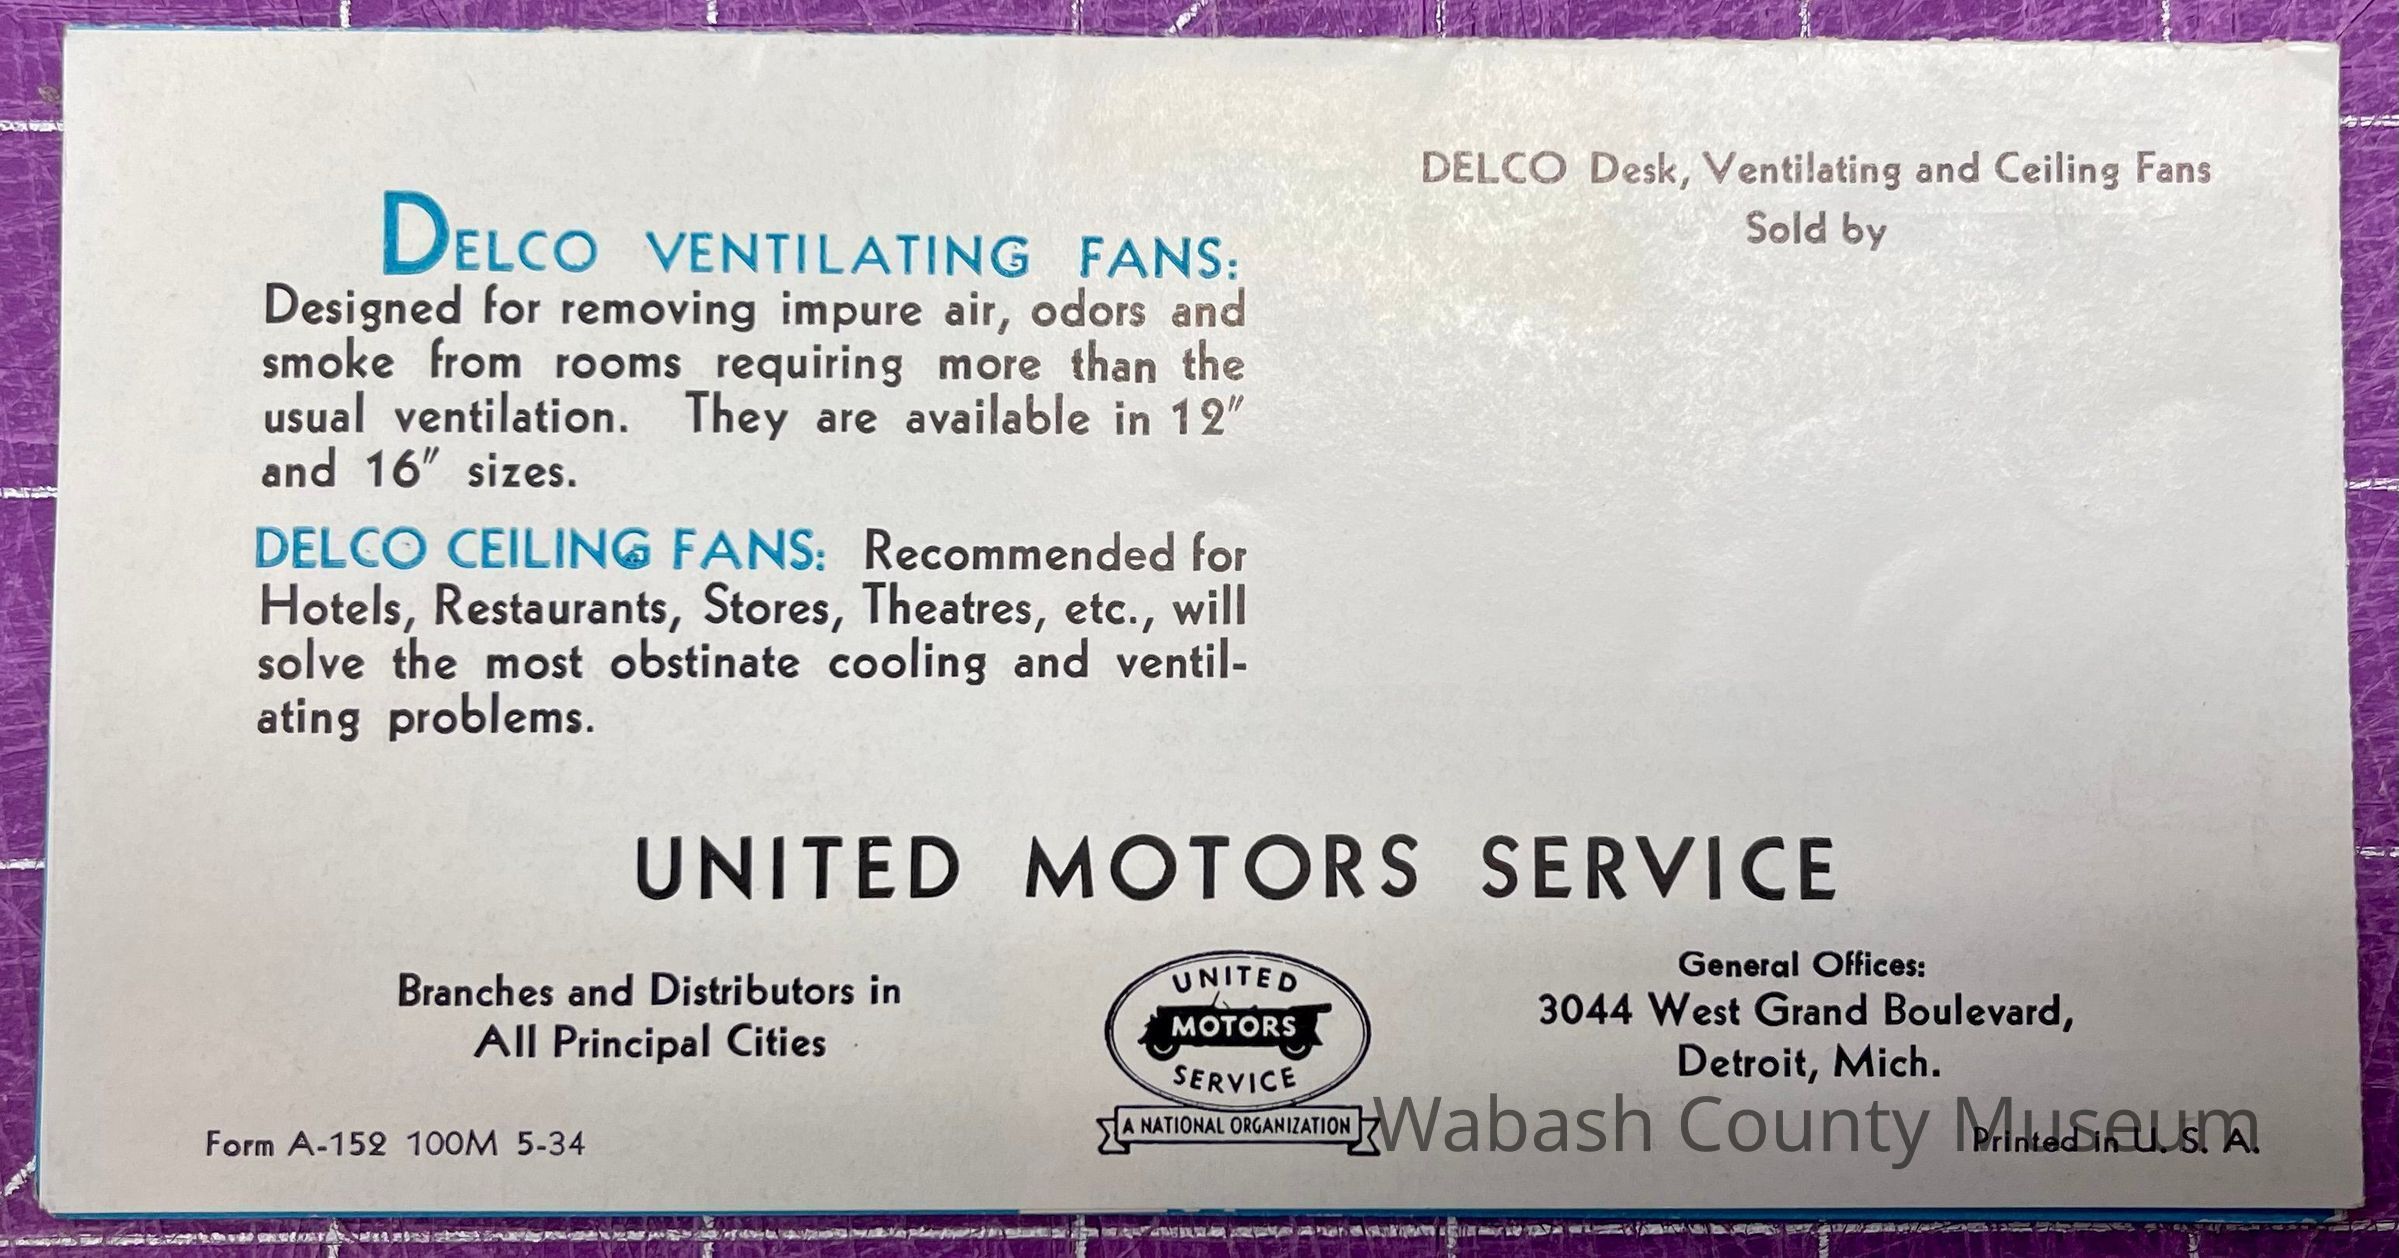 DELCO VENTILATING FANS:
Designed for removing impure air, odors and
smoke from rooms requiring more than the
usual ventilation. They are available in 12"
and 16" sizes.
DELCO CEILING FANS: Recommended for
Hotels, Restaurants, Stores, Theatres, etc., will
solve the most obstinate cooling and ventil-
ating problems.
DELCO Desk, Ventilating and Ceiling Fans
Sold by
UNITED MOTORS SERVICE
Branches and Distributors in
All Principal Cities
UNITED
MOTORS
SERVICE
A NATIONAL ORGANIZATION
General Offices:
3044 West Grand Boulevard,
Detroit, Mich.
Form A-152 100M 5-34
Printed in U. S. A.
Wabash County Museum